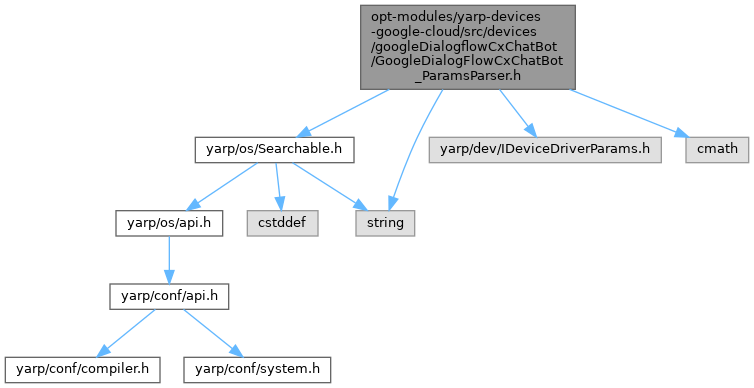 opt-modules/yarp-devices
-google-cloud/src/devices
/googleDialogflowCxChatBot
/GoogleDialogFlowCxChatBot
_ParamsParser.h
yarp/os/Searchable.h
yarp/dev/IDeviceDriverParams.h
cmath
yarp/os/api.h
cstddef
string
yarp/conf/api.h
yarp/conf/compiler.h
yarp/conf/system.h